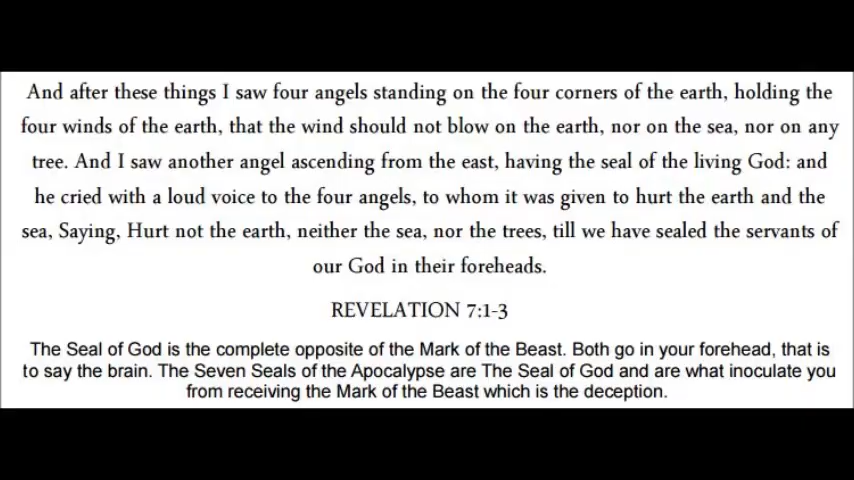 And after these things I saw four angels standing on the four corners of the earth, holding the
four winds of the earth, that the wind should not blow on the earth, nor on the sea, nor on any
tree. And I saw another angel ascending from the east, having the seal of the living God: and
he cried with a loud voice to the four angels, to whom it was given to hurt the earth and the
sea, Saying, Hurt not the earth, neither the sea, nor the trees, till we have sealed the servants of
our God in their foreheads.
REVELATION 7:1-3
The Seal of God is the complete opposite of the Mark of the Beast. Both go in your forehead, that is
to say the brain. The Seven Seals of the Apocalypse are The Seal of God and are what inoculate you
from receiving the Mark of the Beast which is the deception.